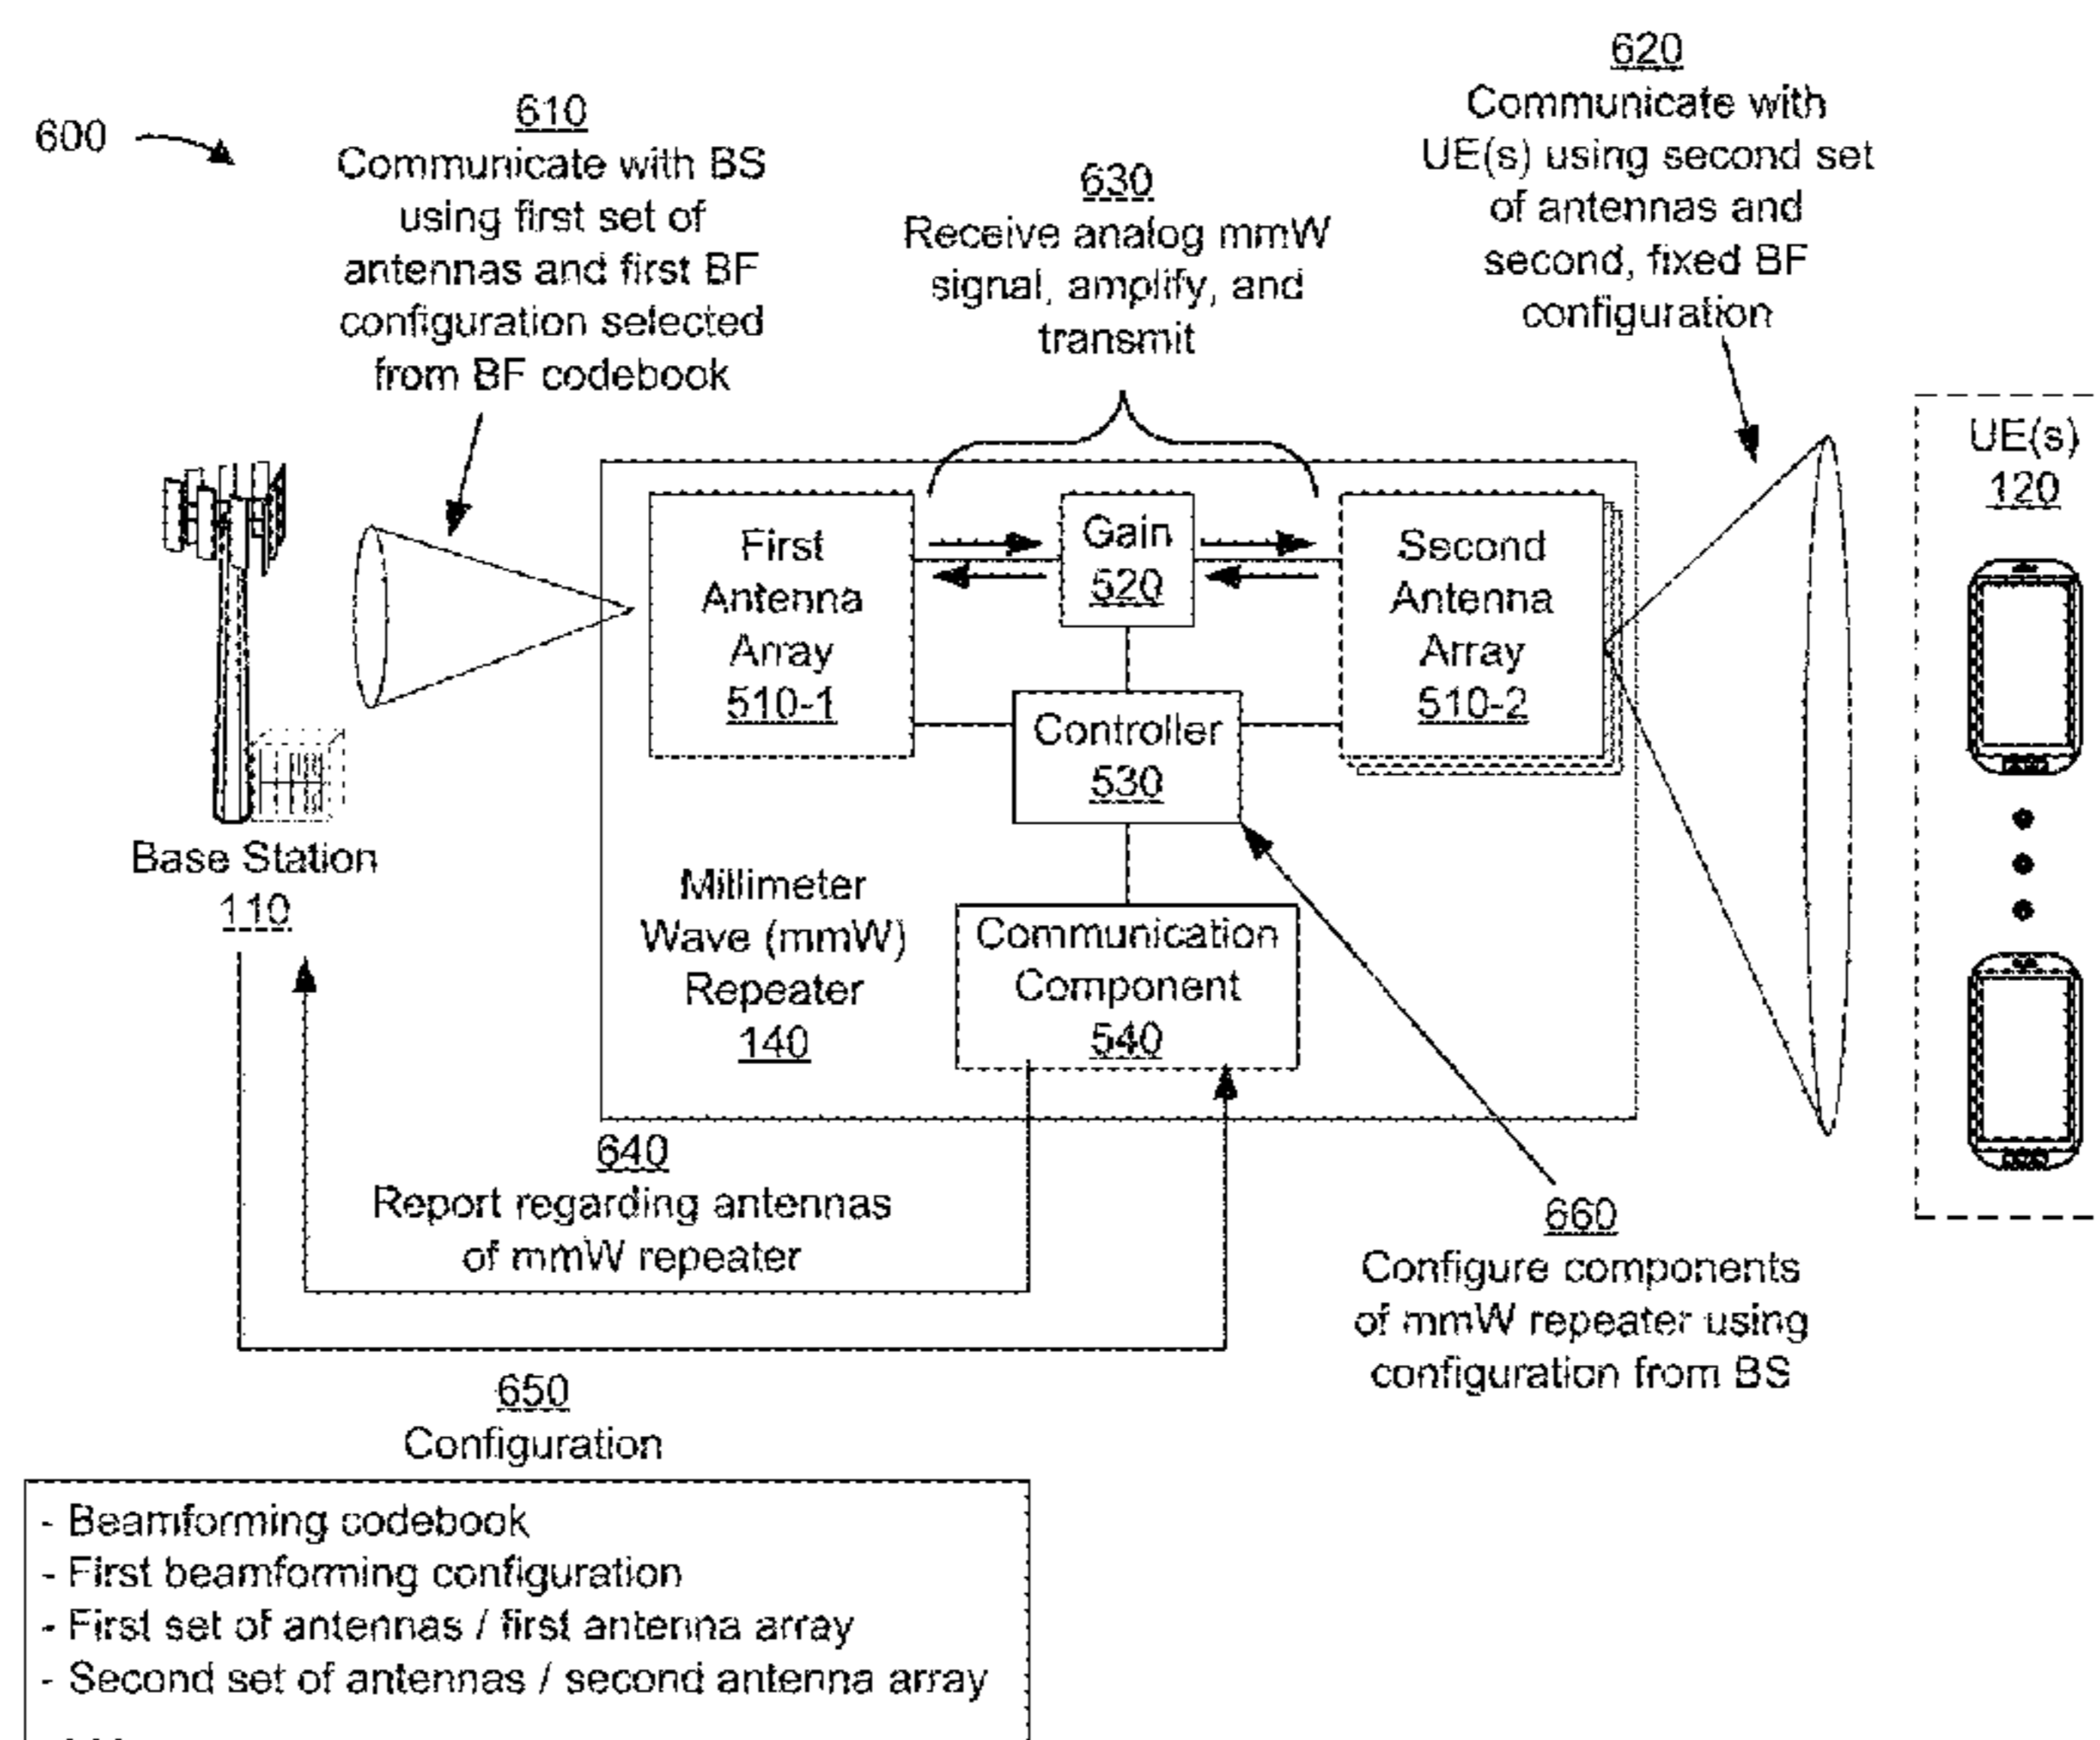 600
610
Communicate with BS
using first set of
antennas and first BF
configuration selected
from BF codebook
630
Receive analog mmW
signal, amplify, and
transmit
620
Communicate with
UE(s) using second set
of antennas and
second, fixed BF
configuration
UE(s)
120
First
Antenna
Array
510-1
Gain
520
Second
Antenna
Array
510-2
Controller
530
Base Station
110
Millimeter
Wave (mmW)
Repeater
140
Communication
Component
540
640
Report regarding antennas
of mmW repeater
660
Configure components
of mmW repeater using
configuration from BS
650
Configuration
- Beamforming codebook
- First beamforming configuration
- First set of antennas / first antenna array
- Second set of antennas / second antenna array